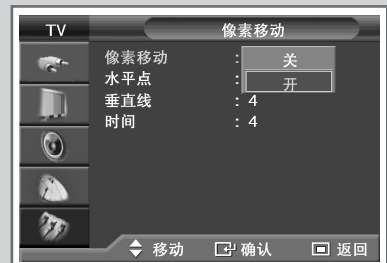 TV 像素移动
像素移动 : 关
水平点 : 开
垂直线 : 4
时间 : 4
移动 确认 返回